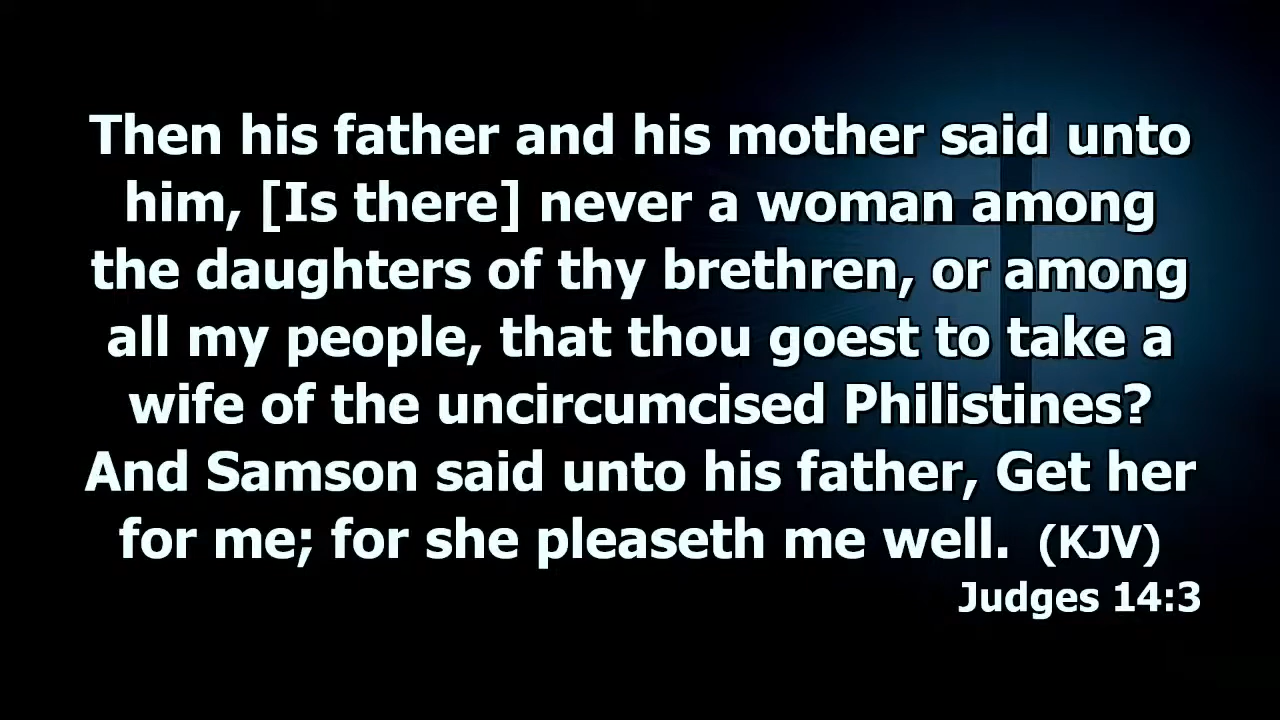 Then his father and his mother said unto
him, [Is there] never a woman among
the daughters of thy brethren, or among
all my people, that thou goest to take a
wife of the uncircumcised Philistines?
And Samson said unto his father, Get her
for me; for she pleaseth me well. (KJV)
Judges 14:3